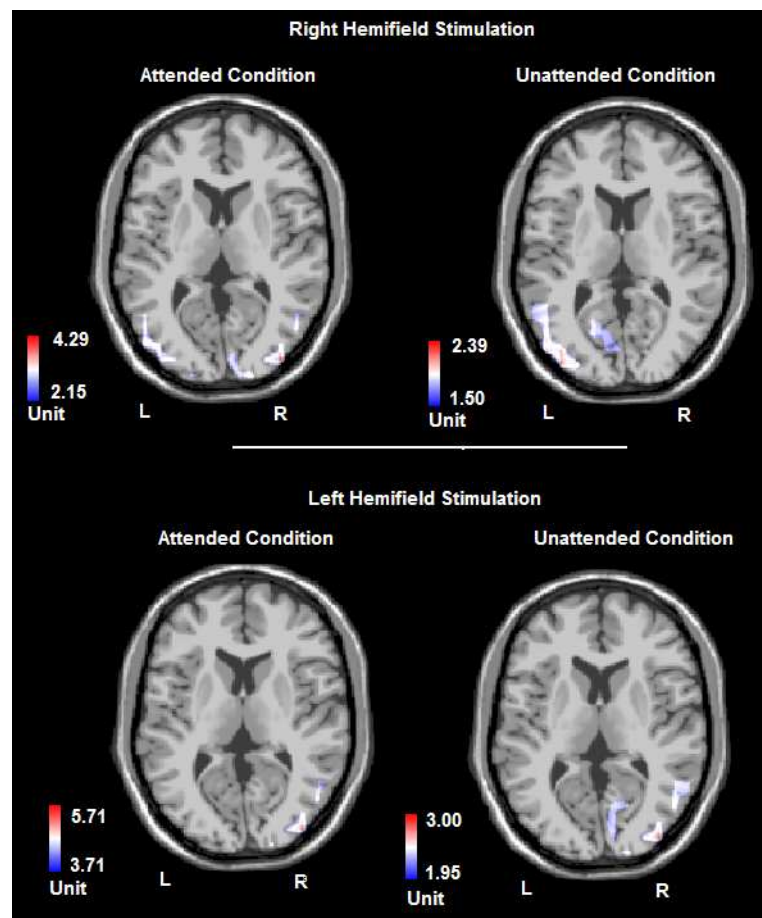 Right Hemifield Stimulation
Attended Condition
Unattended Condition
4.29
2.15
Unit
L
R
2.39
1.50
Unit
L
R
Left Hemifield Stimulation
Attended Condition
Unattended Condition
5.71
3.71
Unit
L
R
3.00
1.95
Unit
L
R